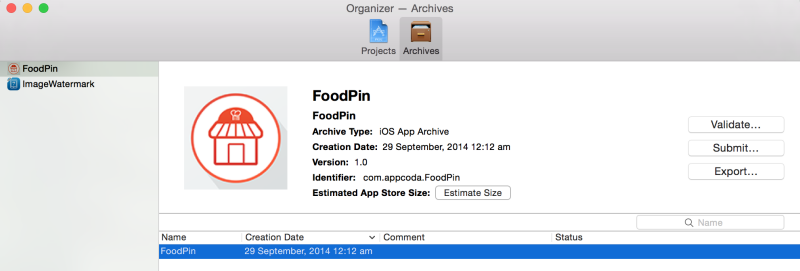 Organizer — Archives
Projects Archives
FoodPin
ImageWatermark
FoodPin
FoodPin
Archive Type: iOS App Archive
Creation Date: 29 September, 2014 12:12 am
Version: 1.0
Identifier: com.appcoda.FoodPin
Estimated App Store Size: Estimate Size
Validate...
Submit...
Export...
Name
Name Creation Date Comment Status
FoodPin 29 September, 2014 12:12 am